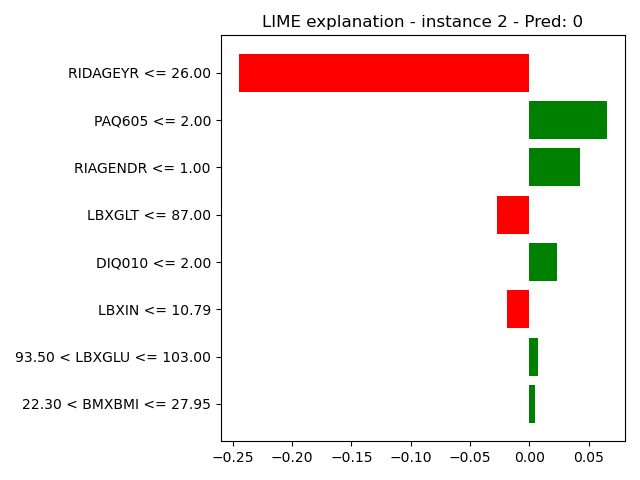 LIME explanation - instance 2 - Pred: 0
RIDAGEYR <= 26.00
PAQ605 <= 2.00
RIAGENDR <= 1.00
LBXGLT <= 87.00
DIQ010 <= 2.00
LBXIN <= 10.79
93.50 < LBXGLU <= 103.00
22.30 < BMXBMI <= 27.95
−0.25 −0.20 −0.15 −0.10 −0.05 0.00 0.05